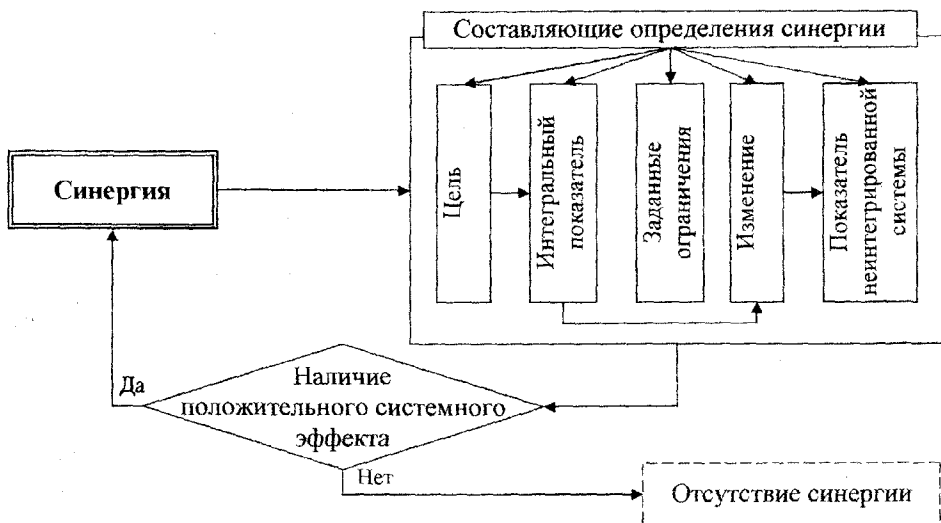 Составляющие определения синергии
Синергия
Цель
Интегральный
показатель
Заданные
ограничения
Изменение
Показатель
неинтегрированной
системы
Да
Наличие
положительного системного
эффекта
Нет
Отсутствие синергии